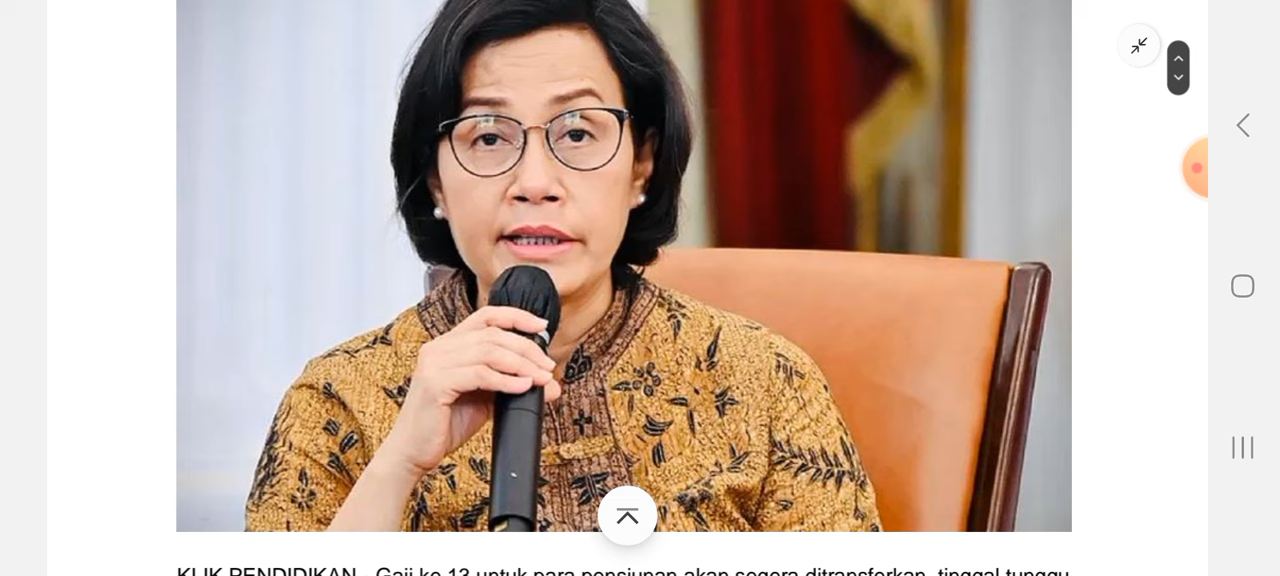 KLIK PENDIDIKAN - Gaji ke 13 untuk para pensiunan akan segera ditransferkan, tinggal tunggu